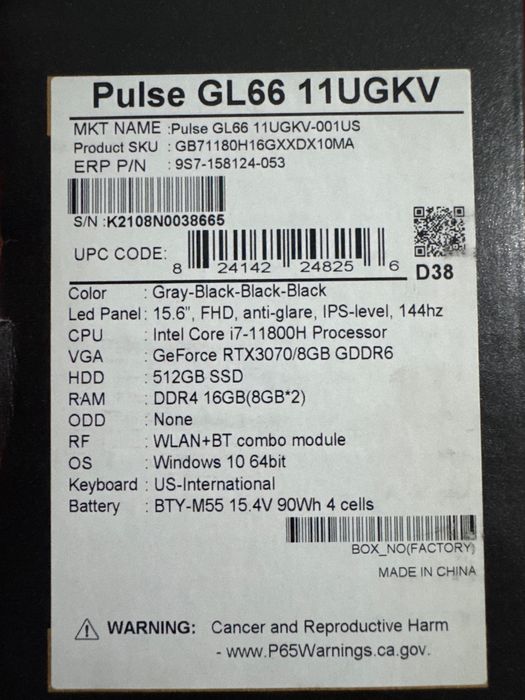 Pulse GL66 11UGKV
MKT NAME :Pulse GL66 11UGKV-001US
Product SKU : GB71180H16GXXDX10MA
ERP P/N : 9S7-158124-053
S/N :K2108N0038665
UPC CODE: 8 24142 24825 6
D38
Color : Gray-Black-Black-Black
Led Panel : 15.6", FHD, anti-glare, IPS-level, 144hz
CPU : Intel Core i7-11800H Processor
VGA : GeForce RTX3070/8GB GDDR6
HDD : 512GB SSD
RAM : DDR4 16GB(8GB*2)
ODD : None
RF : WLAN+BT combo module
OS : Windows 10 64bit
Keyboard : US-International
Battery : BTY-M55 15.4V 90Wh 4 cells
BOX_NO(FACTORY)
MADE IN CHINA
WARNING: Cancer and Reproductive Harm
- www.P65Warnings.ca.gov.